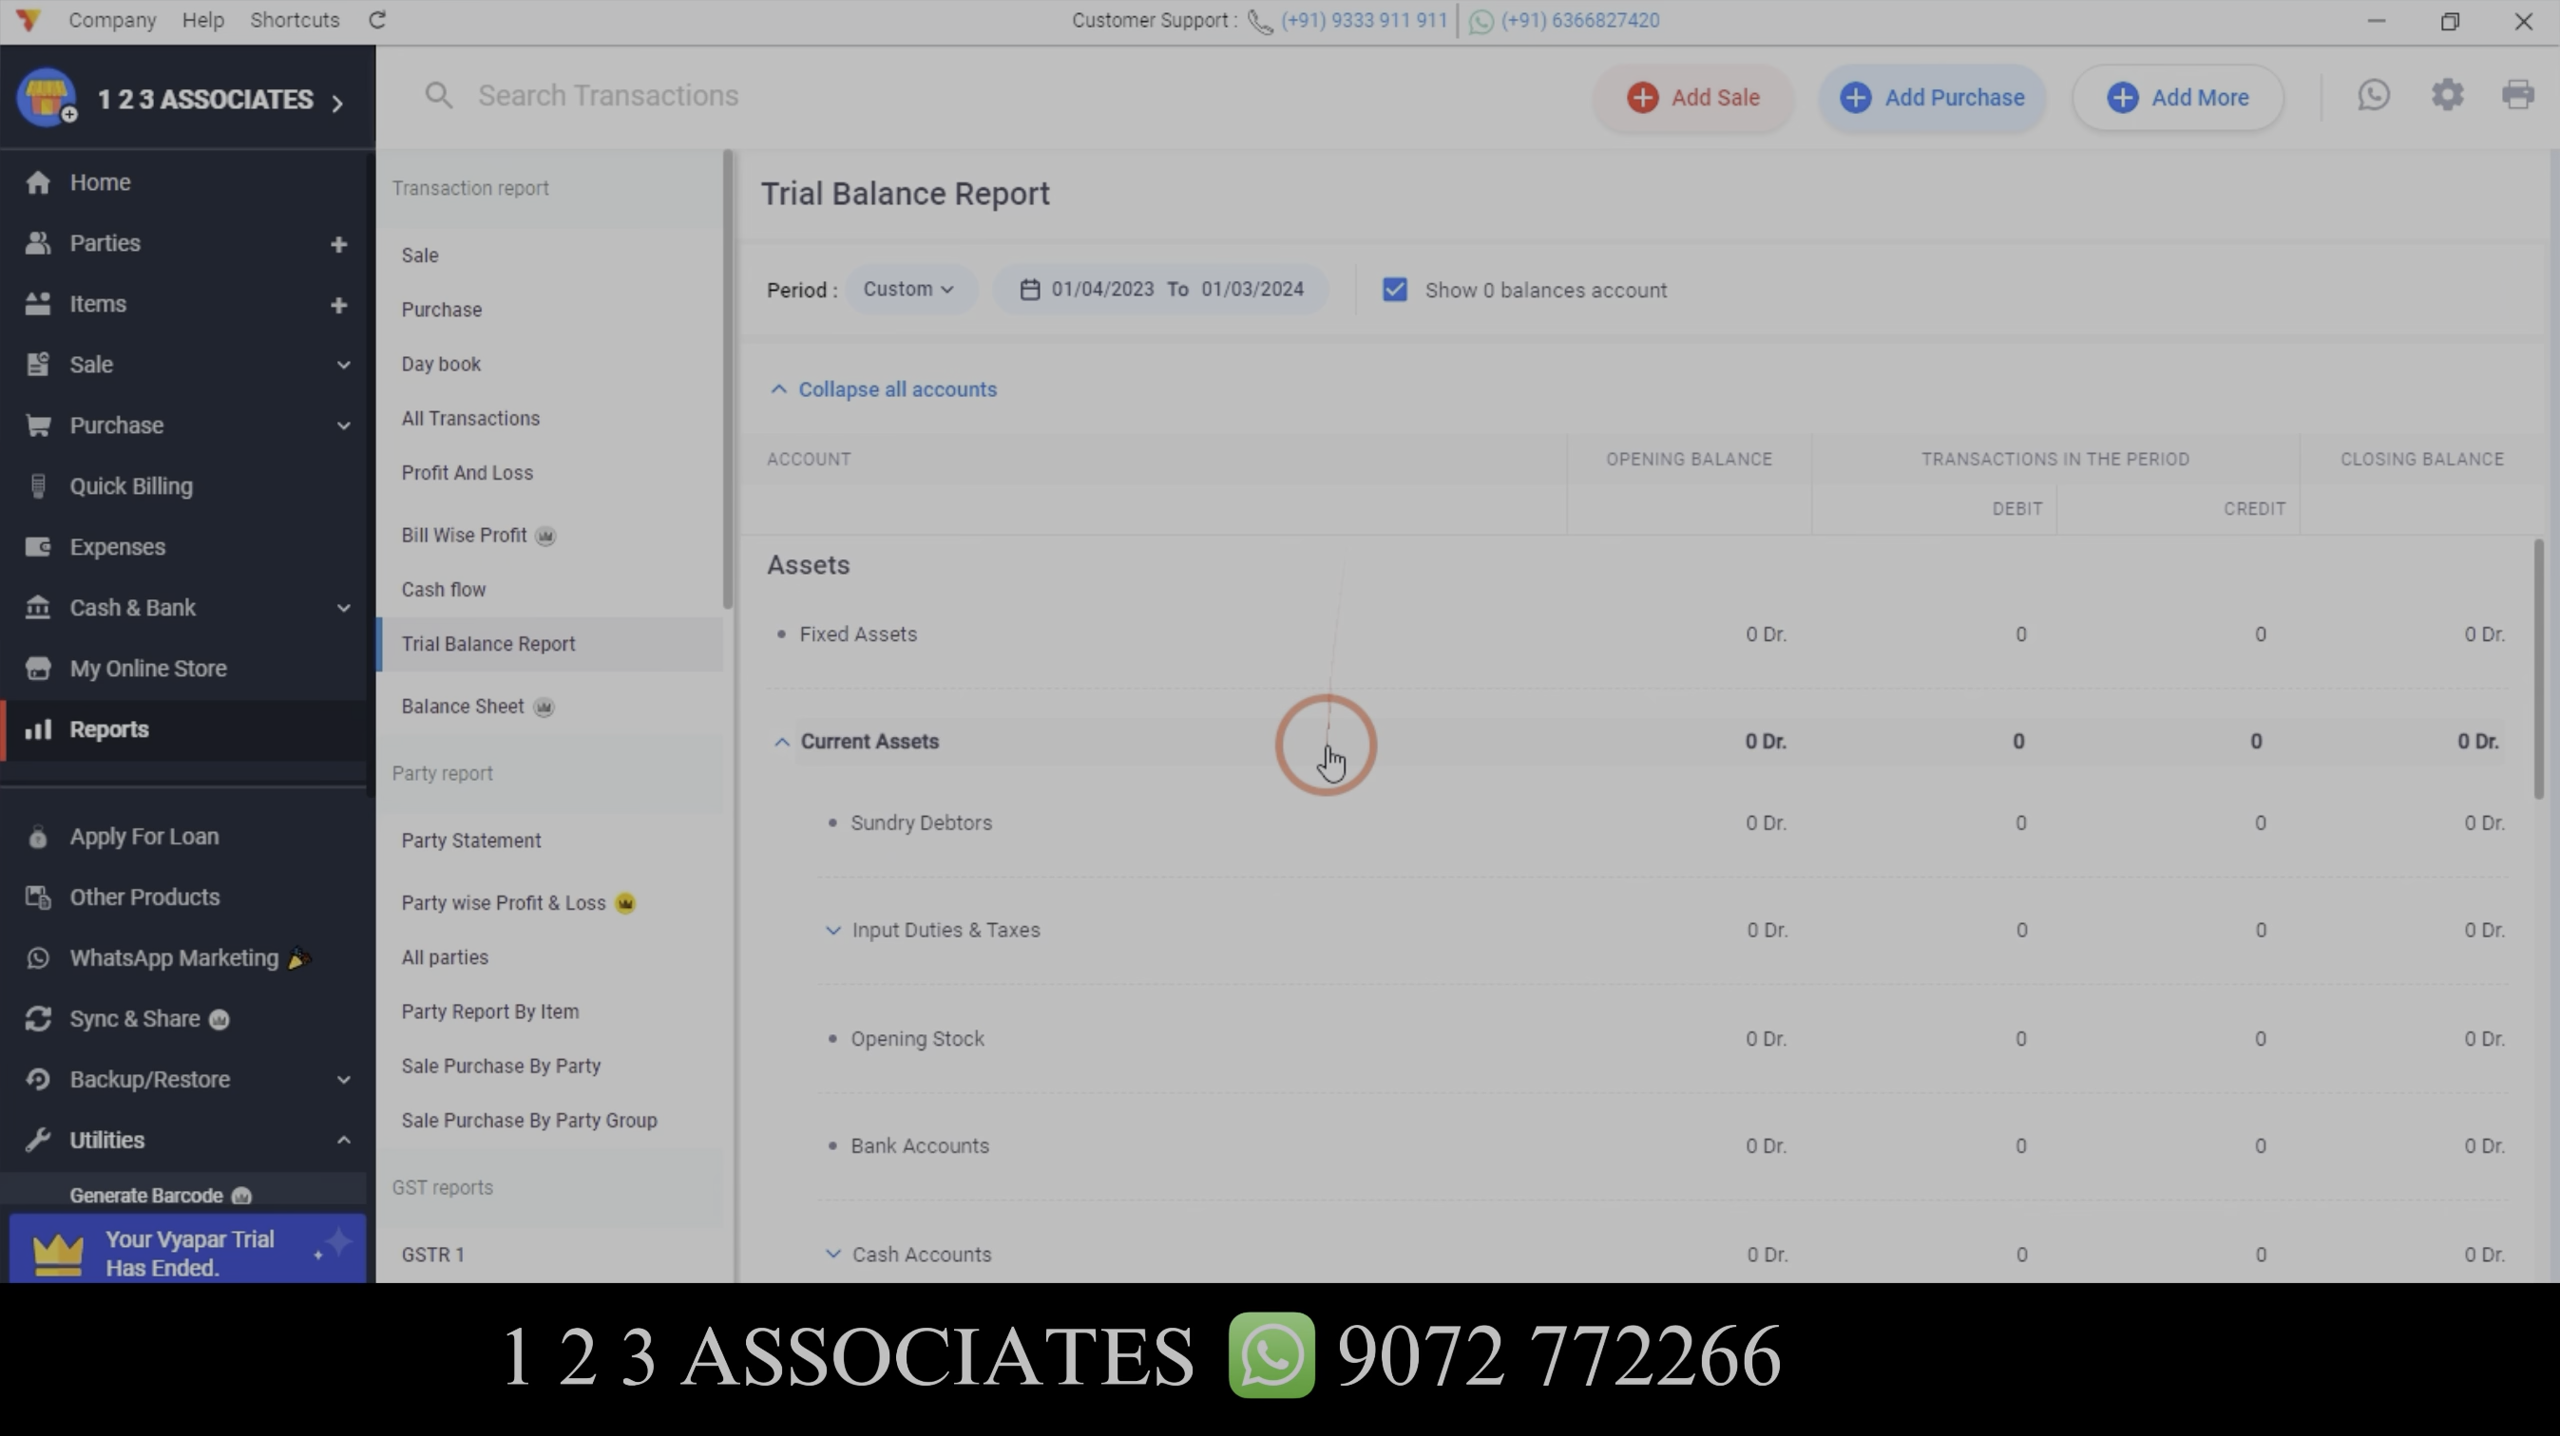 Company Help Shortcuts
Customer Support : (+91) 9333 911 911 (+91) 6366827420
1 2 3 ASSOCIATES
Search Transactions
Add Sale
Add Purchase
Add More
Home
Parties
Items
Sale
Purchase
Quick Billing
Expenses
Cash & Bank
My Online Store
Reports
Apply For Loan
Other Products
WhatsApp Marketing
Sync & Share
Backup/Restore
Utilities
Generate Barcode
Your Vyapar Trial
Has Ended.
Transaction report
Sale
Purchase
Day book
All Transactions
Profit And Loss
Bill Wise Profit
Cash flow
Trial Balance Report
Balance Sheet
Party report
Party Statement
Party wise Profit & Loss
All parties
Party Report By Item
Sale Purchase By Party
Sale Purchase By Party Group
GST reports
GSTR 1
Trial Balance Report
Period : Custom 01/04/2023 To 01/03/2024 Show 0 balances account
Collapse all accounts
ACCOUNT OPENING BALANCE TRANSACTIONS IN THE PERIOD CLOSING BALANCE
DEBIT CREDIT
Assets
Fixed Assets 0 Dr. 0 0 0 Dr.
Current Assets 0 Dr. 0 0 0 Dr.
Sundry Debtors 0 Dr. 0 0 0 Dr.
Input Duties & Taxes 0 Dr. 0 0 0 Dr.
Opening Stock 0 Dr. 0 0 0 Dr.
Bank Accounts 0 Dr. 0 0 0 Dr.
Cash Accounts 0 Dr. 0 0 0 Dr.
1 2 3 ASSOCIATES 9072 772266